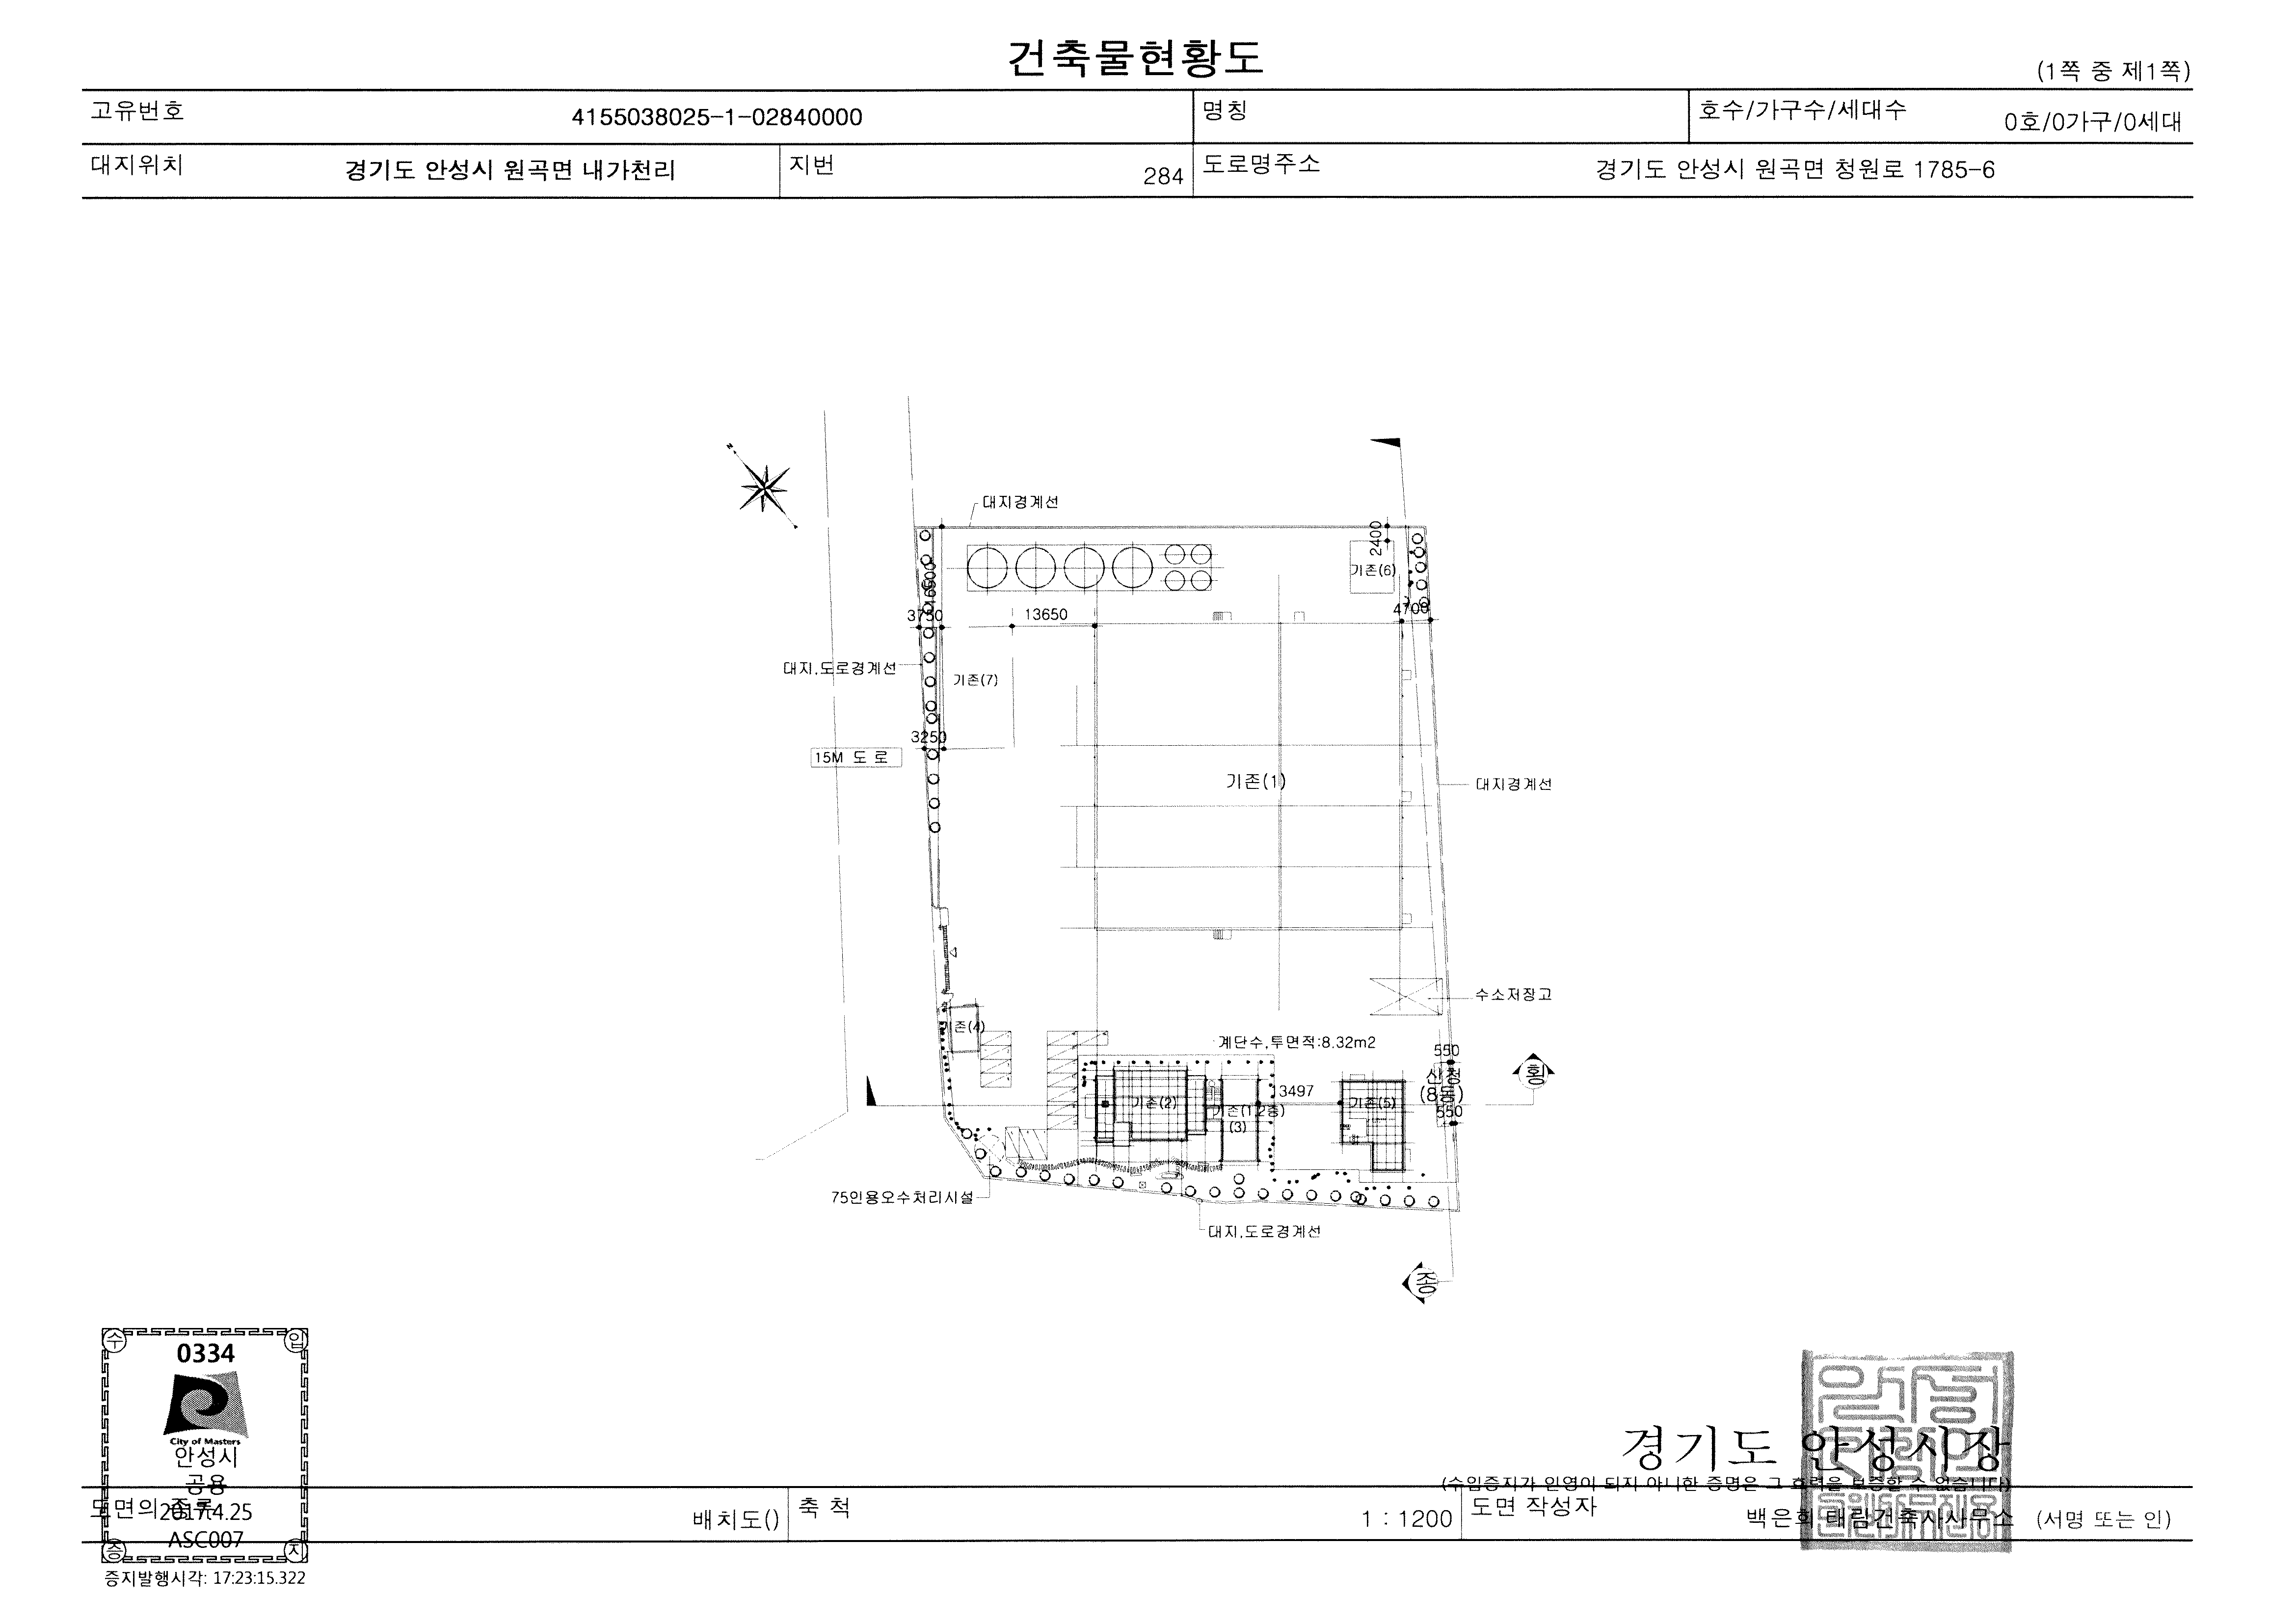 건축물현황도
(1쪽 중 제1쪽)
고유번호 4155038025-1-02840000 명칭 호수/가구수/세대수 0호/0가구/0세대
대지위치 경기도 안성시 원곡면 내가천리 지번 284 도로명주소 경기도 안성시 원곡면 청원로 1785-6
N
대지경계선
2400
기존(6)
3750
13650
4700
대지.도로경계선
기존(7)
3250
15M 도 로
기존(1)
대지경계선
수소저장고
기존(4)
계단수,투면적:8.32m2
550
산청
(8동)
550
횡
3497
기존(2)
기존(1,2층)
(3)
기존(5)
75인용오수처리시설
대지.도로경계선
종
수 입
0334
City of Masters
안성시
공용
2017.4.25
ASC007
증 지
증지발행시각: 17:23:15.322
경기도 안성시장
(수입증지가 인영이 되지 아니한 증명은 그 효력을 보증할 수 없습니다)
도면의 종류 배치도() 축 척 1 : 1200 도면 작성자 백은희 태림건축사사무소 (서명 또는 인)